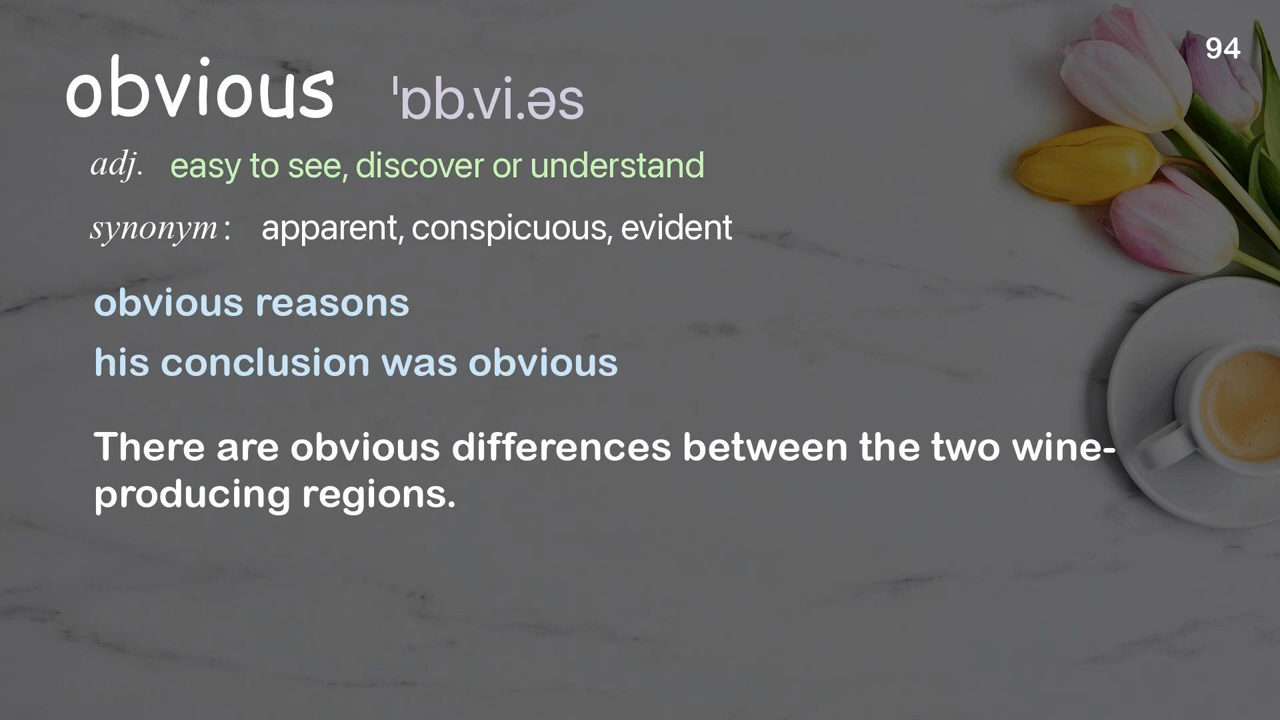 94
obvious ˈɒb.vi.əs
adj. easy to see, discover or understand
synonym: apparent, conspicuous, evident
obvious reasons
his conclusion was obvious
There are obvious differences between the two wine-
producing regions.